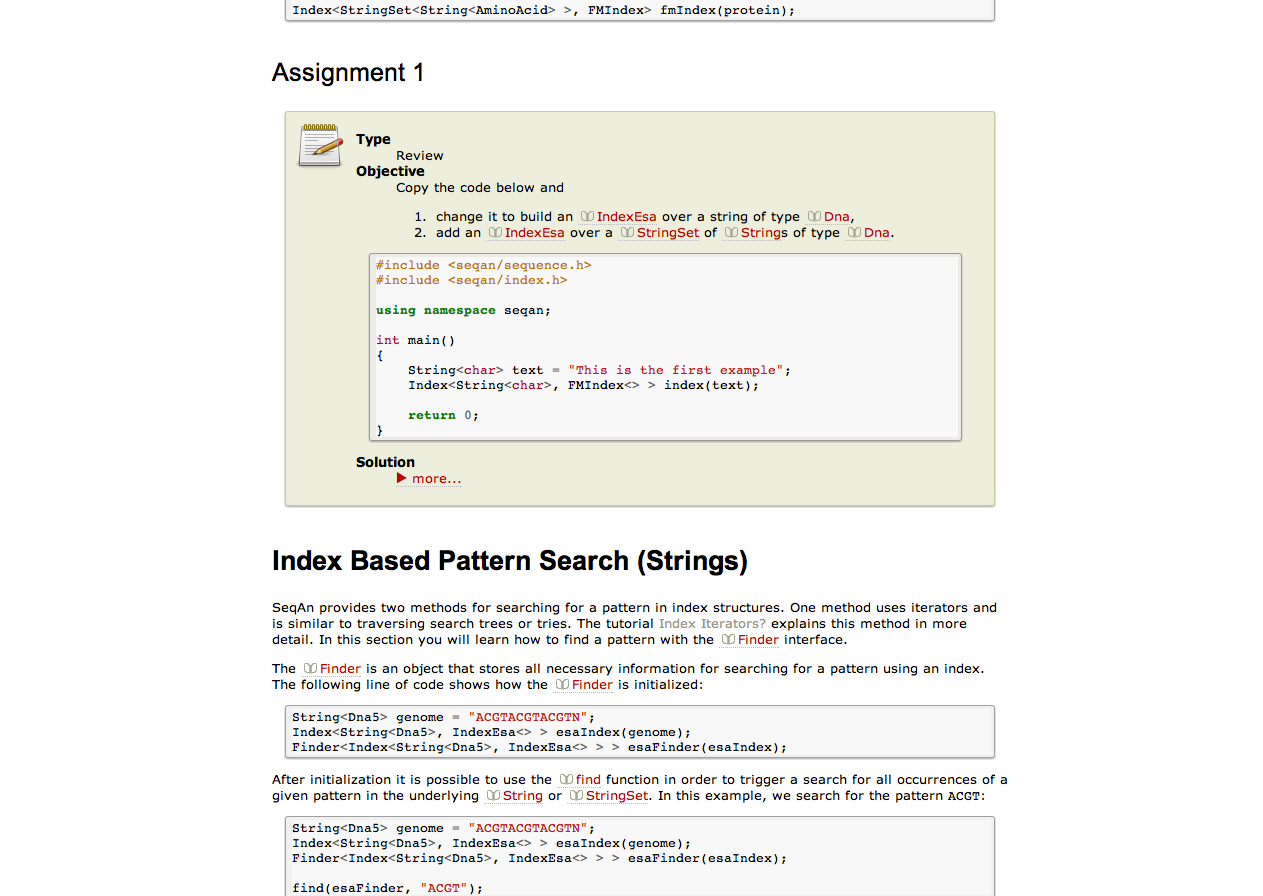 Index<StringSet<String<AminoAcid> >, FMIndex> fmIndex(protein);
Assignment 1
Type
Review
Objective
Copy the code below and
1. change it to build an IndexEsa over a string of type Dna,
2. add an IndexEsa over a StringSet of Strings of type Dna.
#include <seqan/sequence.h>
#include <seqan/index.h>
using namespace seqan;
int main()
{
    String<char> text = "This is the first example";
    Index<String<char>, FMIndex<> > index(text);
    return 0;
}
Solution
more...
Index Based Pattern Search (Strings)
SeqAn provides two methods for searching for a pattern in index structures. One method uses iterators and
is similar to traversing search trees or tries. The tutorial Index Iterators? explains this method in more
detail. In this section you will learn how to find a pattern with the Finder interface.
The Finder is an object that stores all necessary information for searching for a pattern using an index.
The following line of code shows how the Finder is initialized:
String<Dna5> genome = "ACGTACGTACGTN";
Index<String<Dna5>, IndexEsa<> > esaIndex(genome);
Finder<Index<String<Dna5>, IndexEsa<> > > esaFinder(esaIndex);
After initialization it is possible to use the find function in order to trigger a search for all occurrences of a
given pattern in the underlying String or StringSet. In this example, we search for the pattern ACGT:
String<Dna5> genome = "ACGTACGTACGTN";
Index<String<Dna5>, IndexEsa<> > esaIndex(genome);
Finder<Index<String<Dna5>, IndexEsa<> > > esaFinder(esaIndex);
find(esaFinder, "ACGT");